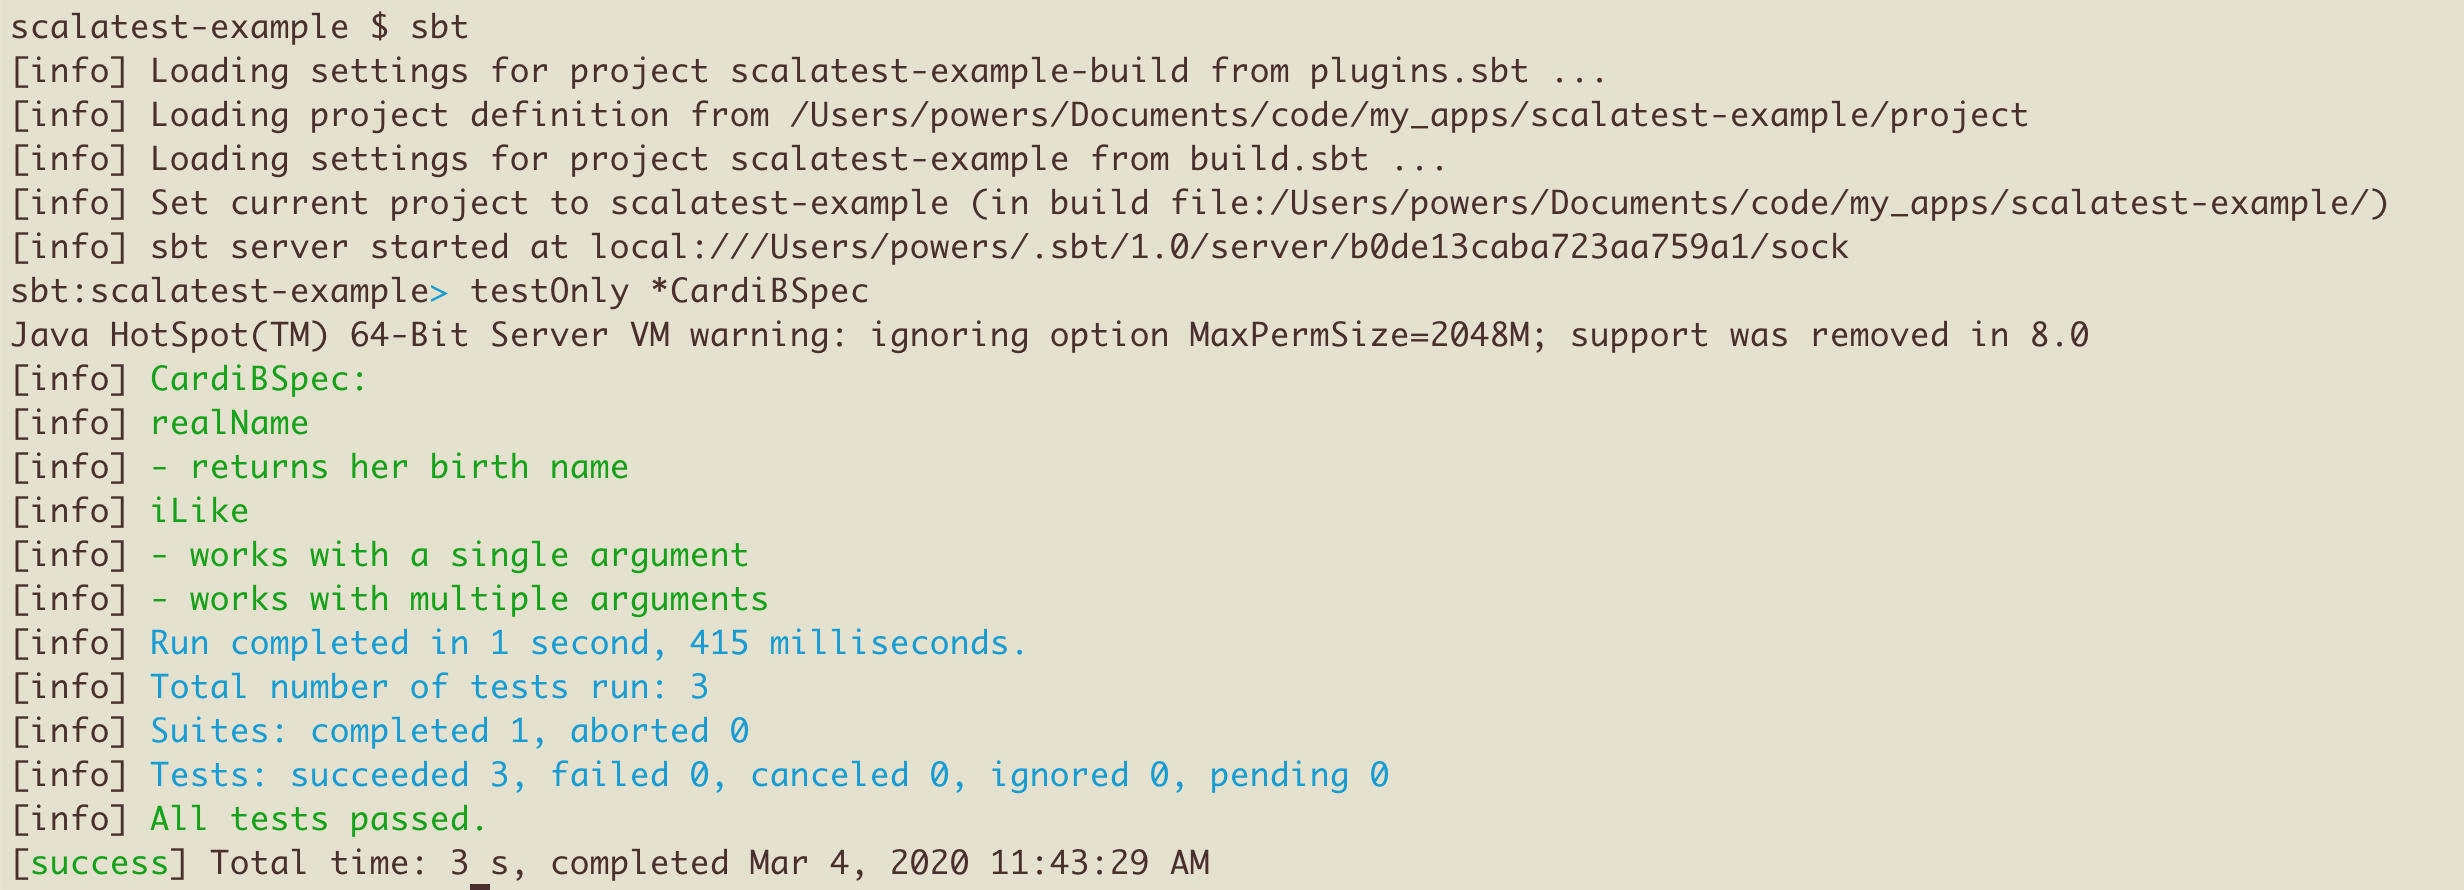 scalatest-example $ sbt
[info] Loading settings for project scalatest-example-build from plugins.sbt ...
[info] Loading project definition from /Users/powers/Documents/code/my_apps/scalatest-example/project
[info] Loading settings for project scalatest-example from build.sbt ...
[info] Set current project to scalatest-example (in build file:/Users/powers/Documents/code/my_apps/scalatest-example/)
[info] sbt server started at local:///Users/powers/.sbt/1.0/server/b0de13caba723aa759a1/sock
sbt:scalatest-example> testOnly *CardiBSpec
Java HotSpot(TM) 64-Bit Server VM warning: ignoring option MaxPermSize=2048M; support was removed in 8.0
[info] CardiBSpec:
[info] realName
[info] - returns her birth name
[info] iLike
[info] - works with a single argument
[info] - works with multiple arguments
[info] Run completed in 1 second, 415 milliseconds.
[info] Total number of tests run: 3
[info] Suites: completed 1, aborted 0
[info] Tests: succeeded 3, failed 0, canceled 0, ignored 0, pending 0
[info] All tests passed.
[success] Total time: 3 s, completed Mar 4, 2020 11:43:29 AM